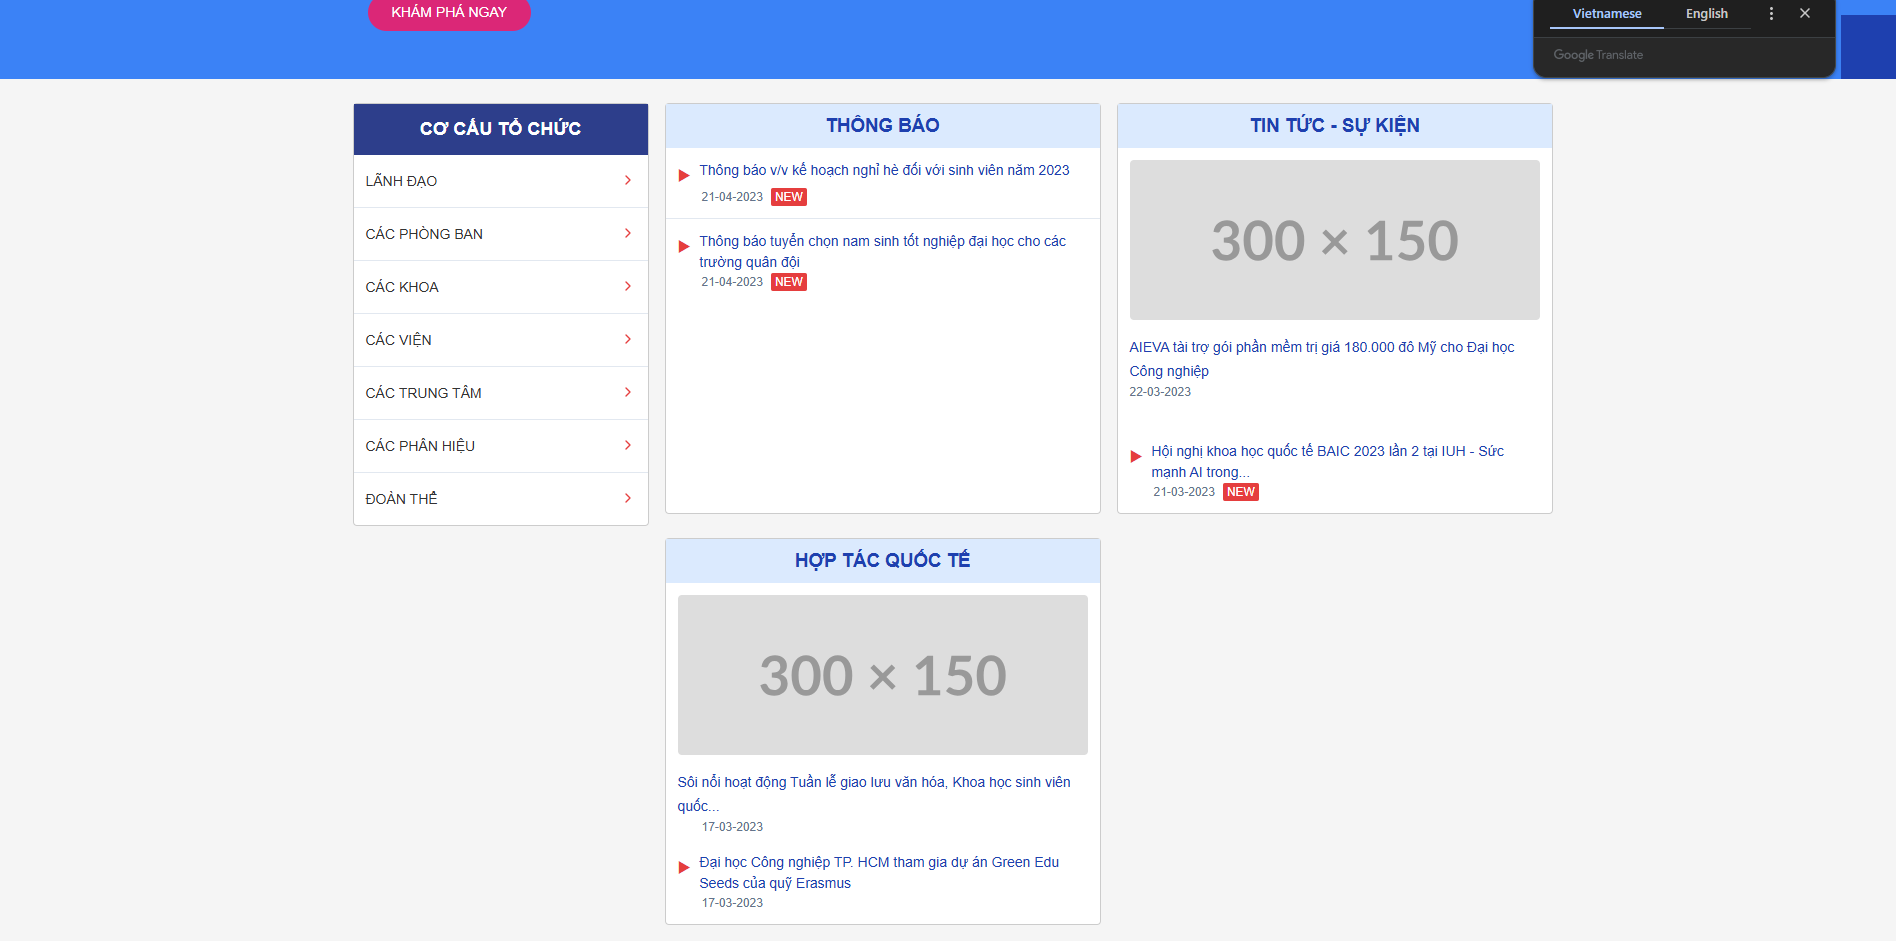 KHÁM PHÁ NGAY
Vietnamese
English
Google Translate
CƠ CẤU TỔ CHỨC
LÃNH ĐẠO
CÁC PHÒNG BAN
CÁC KHOA
CÁC VIỆN
CÁC TRUNG TÂM
CÁC PHÂN HIỆU
ĐOÀN THỂ
THÔNG BÁO
Thông báo v/v kế hoạch nghỉ hè đối với sinh viên năm 2023
21-04-2023 NEW
Thông báo tuyển chọn nam sinh tốt nghiệp đại học cho các
trường quân đội
21-04-2023 NEW
TIN TỨC - SỰ KIỆN
300 × 150
AIEVA tài trợ gói phần mềm trị giá 180.000 đô Mỹ cho Đại học
Công nghiệp
22-03-2023
Hội nghị khoa học quốc tế BAIC 2023 lần 2 tại IUH - Sức
mạnh AI trong...
21-03-2023 NEW
HỢP TÁC QUỐC TẾ
300 × 150
Sôi nổi hoạt động Tuần lễ giao lưu văn hóa, Khoa học sinh viên
quốc...
17-03-2023
Đại học Công nghiệp TP. HCM tham gia dự án Green Edu
Seeds của quỹ Erasmus
17-03-2023